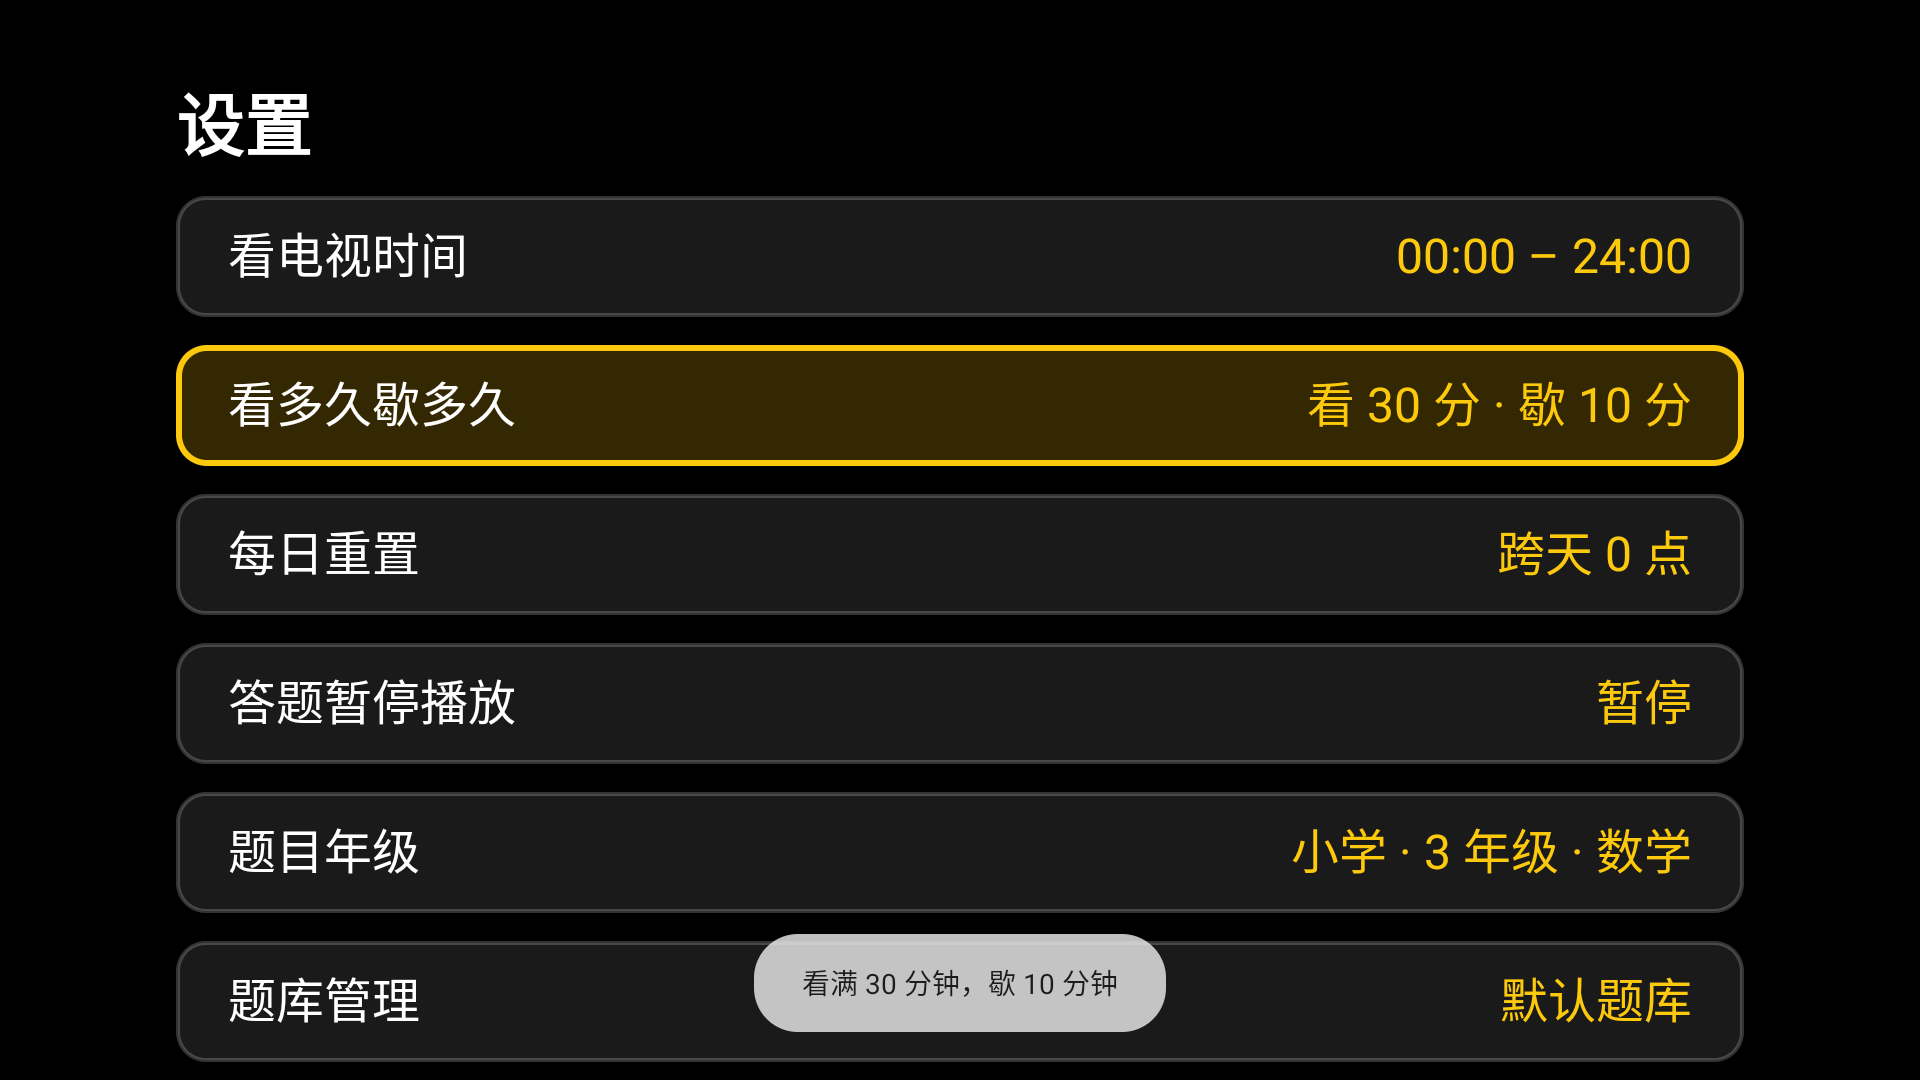 设置
看电视时间 00:00 – 24:00
看多久歇多久 看 30 分 · 歇 10 分
每日重置 跨天 0 点
答题暂停播放 暂停
题目年级 小学 · 3 年级 · 数学
题库管理 默认题库
看满 30 分钟，歇 10 分钟